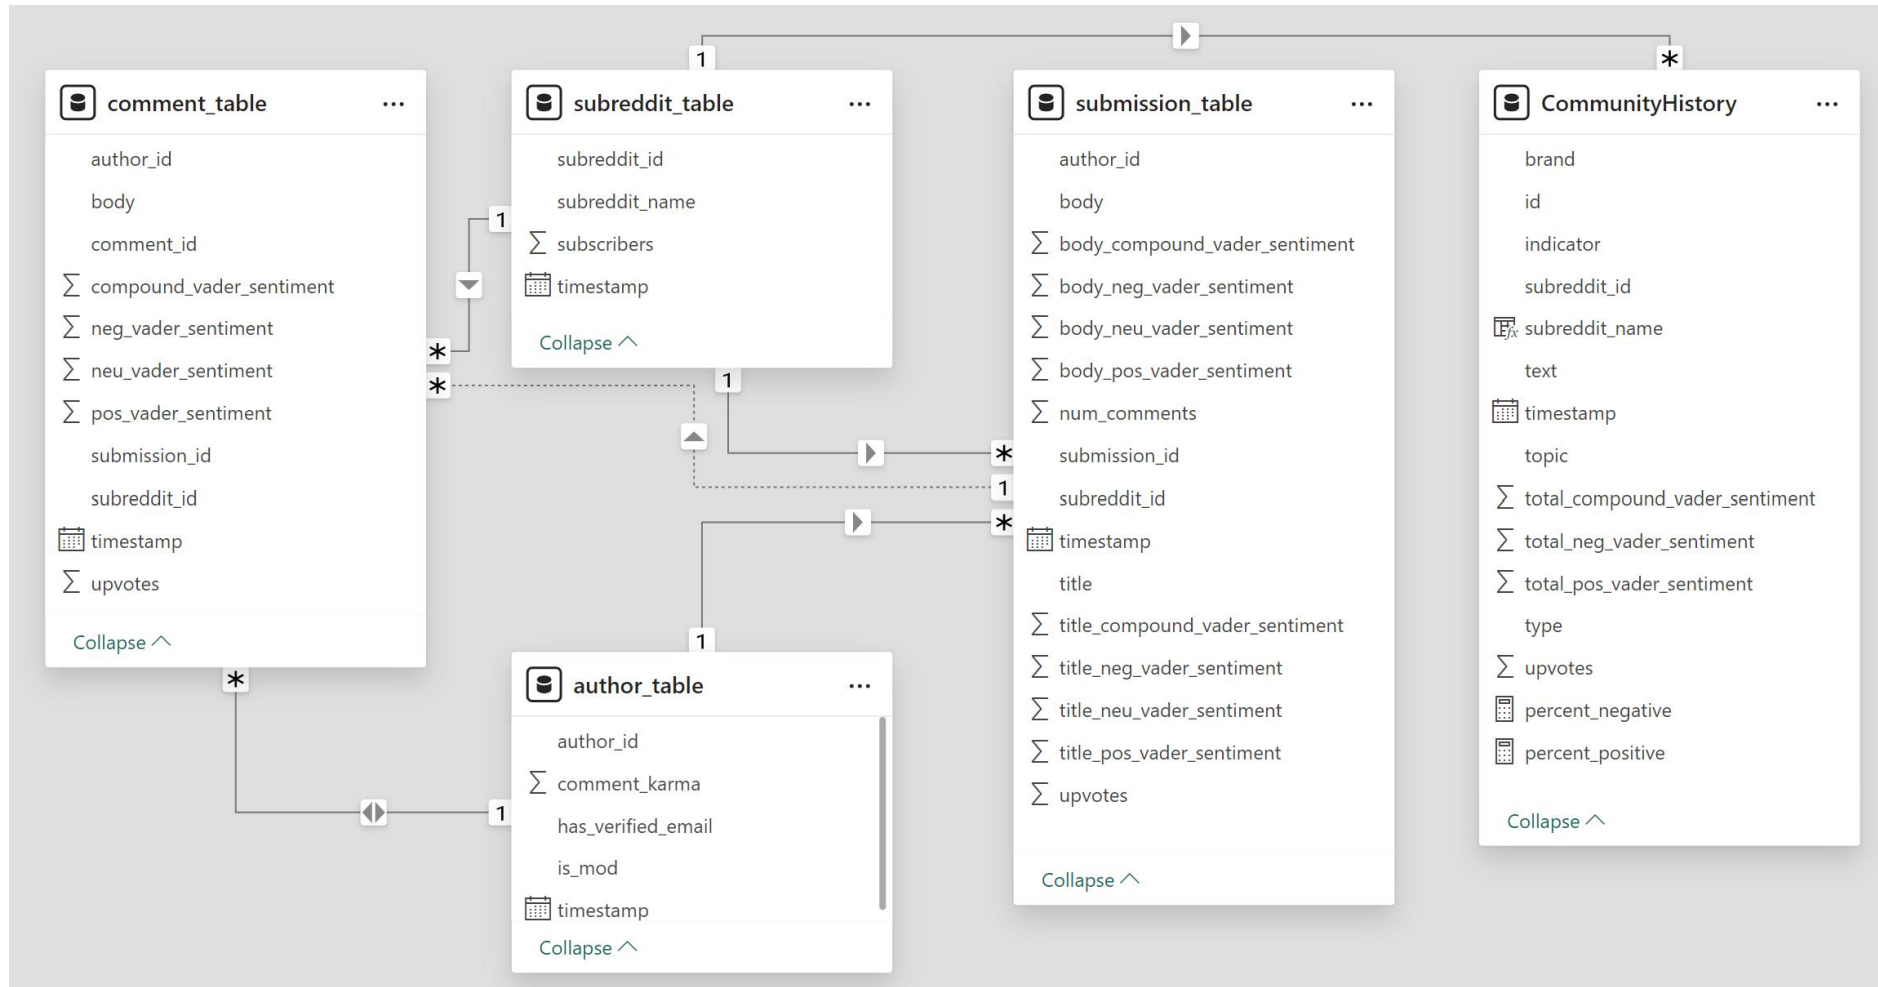 1
*
comment_table
author_id
body
comment_id
compound_vader_sentiment
neg_vader_sentiment
neu_vader_sentiment
pos_vader_sentiment
submission_id
subreddit_id
timestamp
upvotes
Collapse
*
*
*
subreddit_table
subreddit_id
subreddit_name
subscribers
timestamp
Collapse
1
1
author_table
author_id
comment_karma
has_verified_email
is_mod
timestamp
Collapse
1
1
submission_table
author_id
body
body_compound_vader_sentiment
body_neg_vader_sentiment
body_neu_vader_sentiment
body_pos_vader_sentiment
num_comments
submission_id
subreddit_id
timestamp
title
title_compound_vader_sentiment
title_neg_vader_sentiment
title_neu_vader_sentiment
title_pos_vader_sentiment
upvotes
Collapse
*
1
*
CommunityHistory
brand
id
indicator
subreddit_id
subreddit_name
text
timestamp
topic
total_compound_vader_sentiment
total_neg_vader_sentiment
total_pos_vader_sentiment
type
upvotes
percent_negative
percent_positive
Collapse